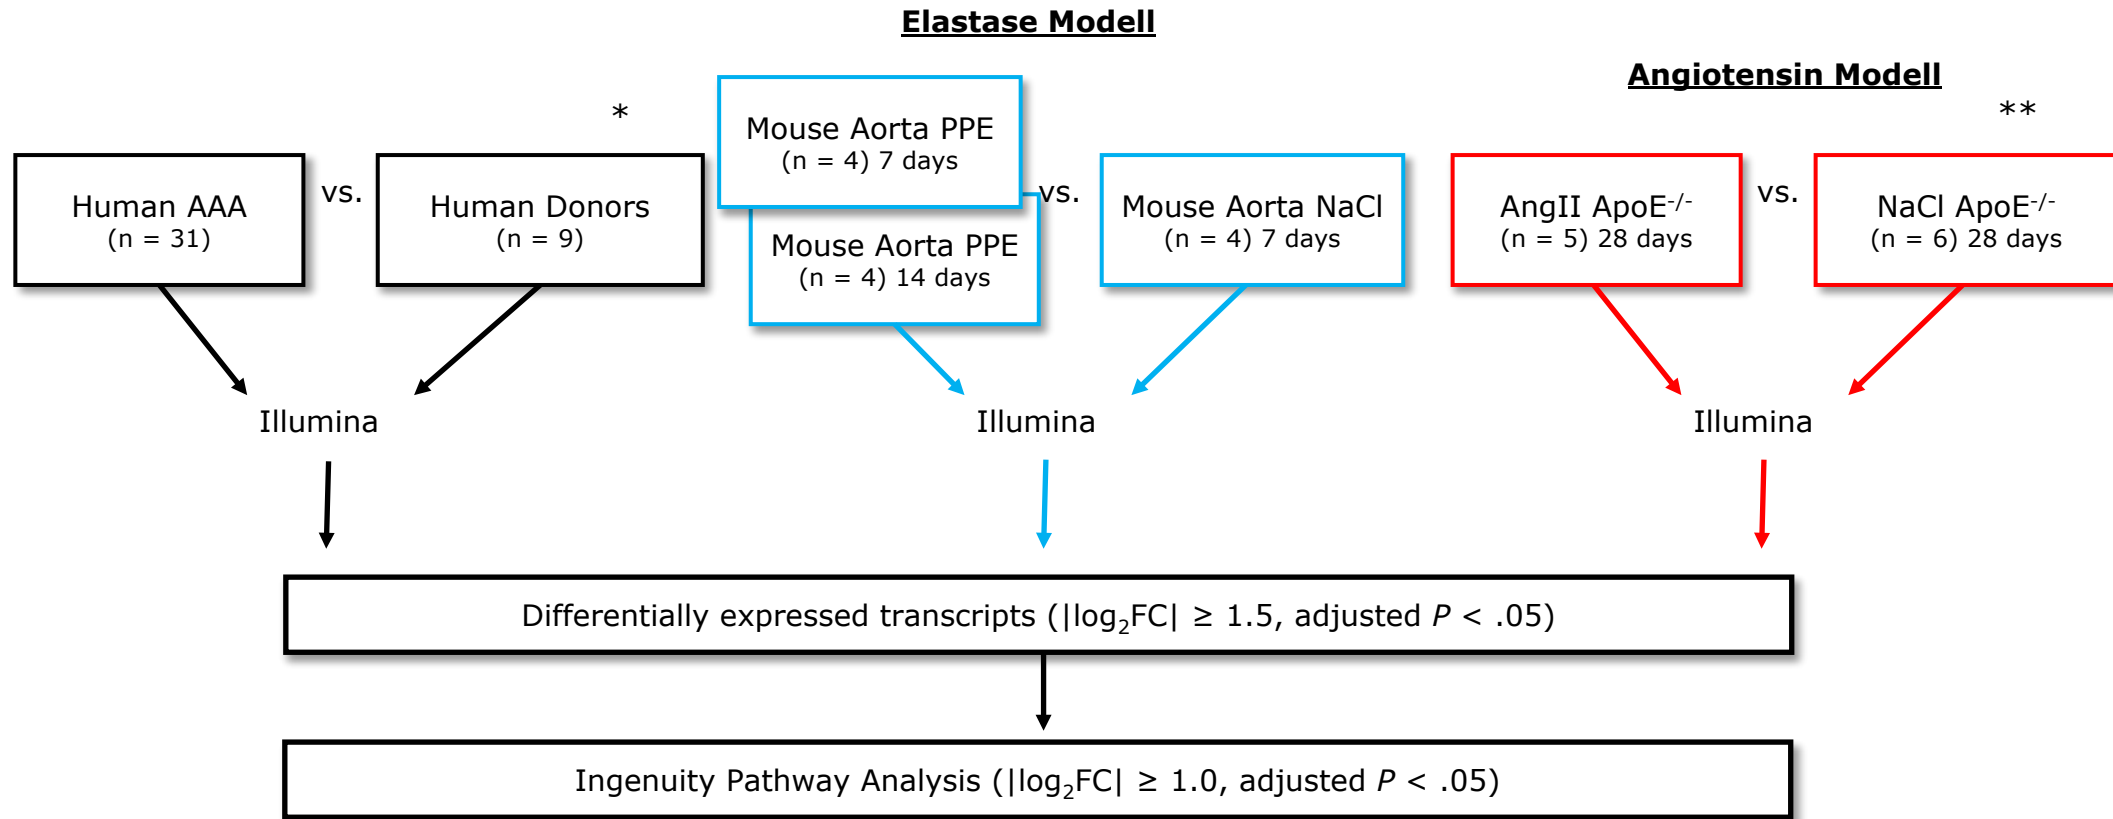 Elastase Modell
Angiotensin Modell
*
**
Human AAA
(n = 31)
vs.
Human Donors
(n = 9)
Mouse Aorta PPE
(n = 4) 7 days
Mouse Aorta PPE
(n = 4) 14 days
vs.
Mouse Aorta NaCl
(n = 4) 7 days
AngII ApoE-/-
(n = 5) 28 days
vs.
NaCl ApoE-/-
(n = 6) 28 days
Illumina
Illumina
Illumina
Differentially expressed transcripts (|log2FC| ≥ 1.5, adjusted P < .05)
Ingenuity Pathway Analysis (|log2FC| ≥ 1.0, adjusted P < .05)